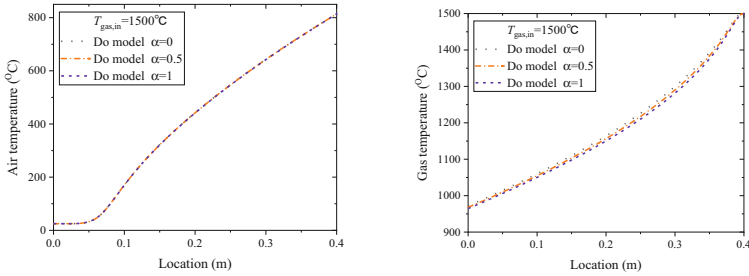 T gas,in=1500℃
Do model α=0
Do model α=0.5
Do model α=1
Air temperature (°C)
800
600
400
200
0
0.0 0.1 0.2 0.3 0.4
Location (m)
T gas,in=1500℃
Do model α=0
Do model α=0.5
Do model α=1
Gas temperature (°C)
1500
1400
1300
1200
1100
1000
900
0.0 0.1 0.2 0.3 0.4
Location (m)